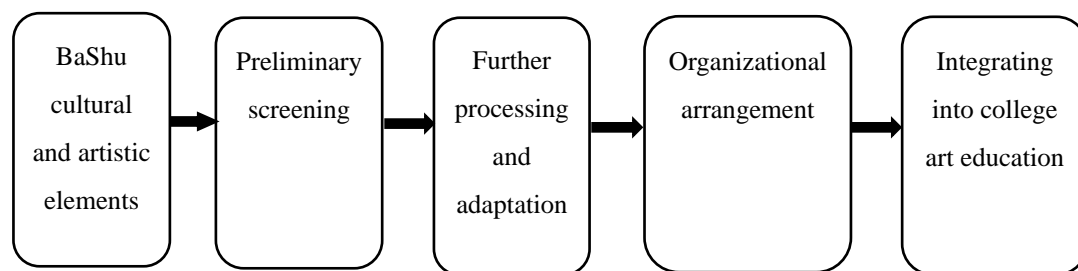 BaShu
cultural
and artistic
elements
Preliminary
screening
Further
processing
and
adaptation
Organizational
arrangement
Integrating
into college
art education